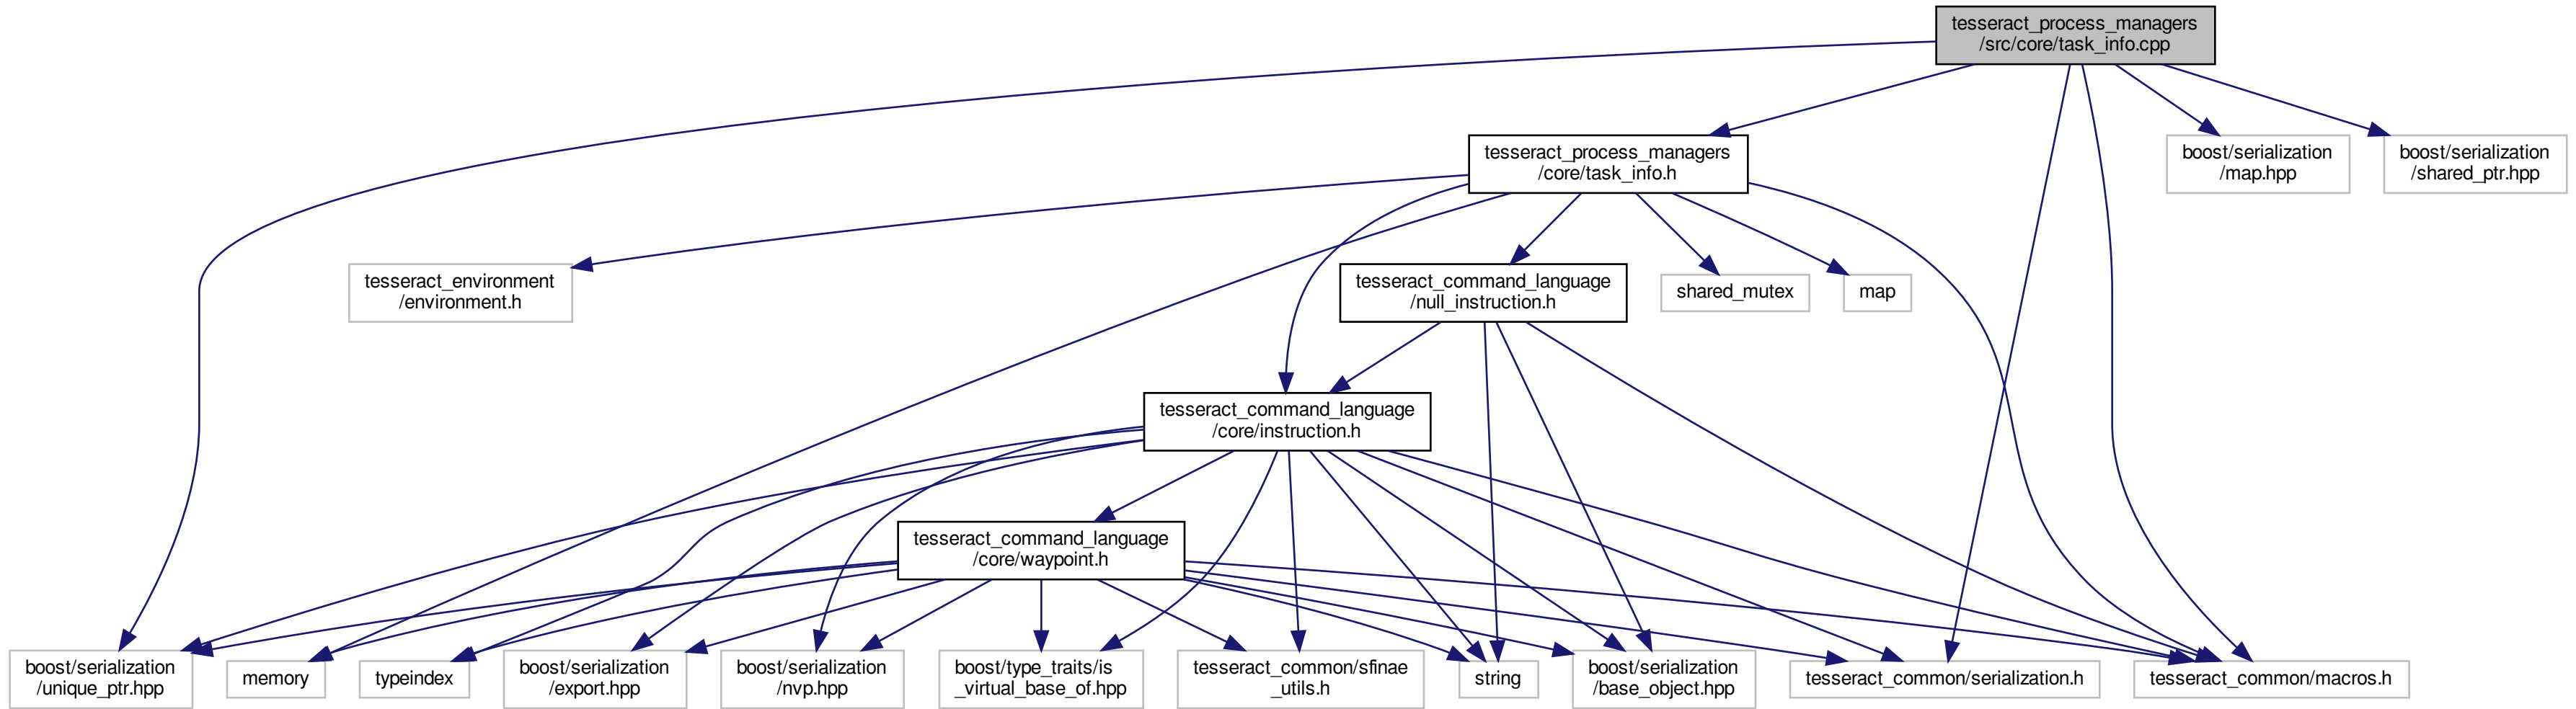 tesseract_process_managers
/src/core/task_info.cpp
tesseract_process_managers
/core/task_info.h
boost/serialization
/map.hpp
boost/serialization
/shared_ptr.hpp
tesseract_environment
/environment.h
tesseract_command_language
/null_instruction.h
shared_mutex
map
tesseract_command_language
/core/instruction.h
tesseract_command_language
/core/waypoint.h
boost/serialization
/unique_ptr.hpp
memory
typeindex
boost/serialization
/export.hpp
boost/serialization
/nvp.hpp
boost/type_traits/is
_virtual_base_of.hpp
tesseract_common/sfinae
_utils.h
string
boost/serialization
/base_object.hpp
tesseract_common/serialization.h
tesseract_common/macros.h